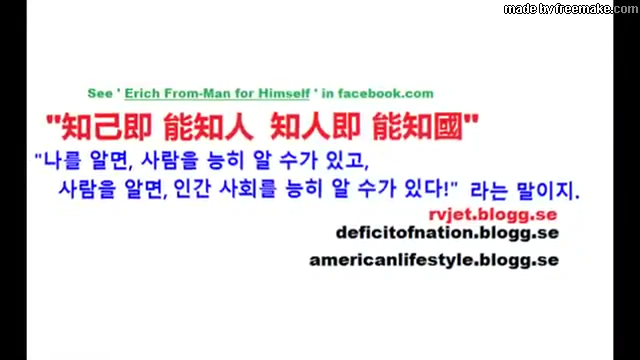 made by freemake.com
See ' Erich From-Man for Himself ' in facebook.com
"知己即 能知人 知人即 能知國"
"나를 알면, 사람을 능히 알 수가 있고,
사람을 알면, 인간 사회를 능히 알 수가 있다!" 라는 말이지.
rvjet.blogg.se
deficitofnation.blogg.se
americanlifestyle.blogg.se